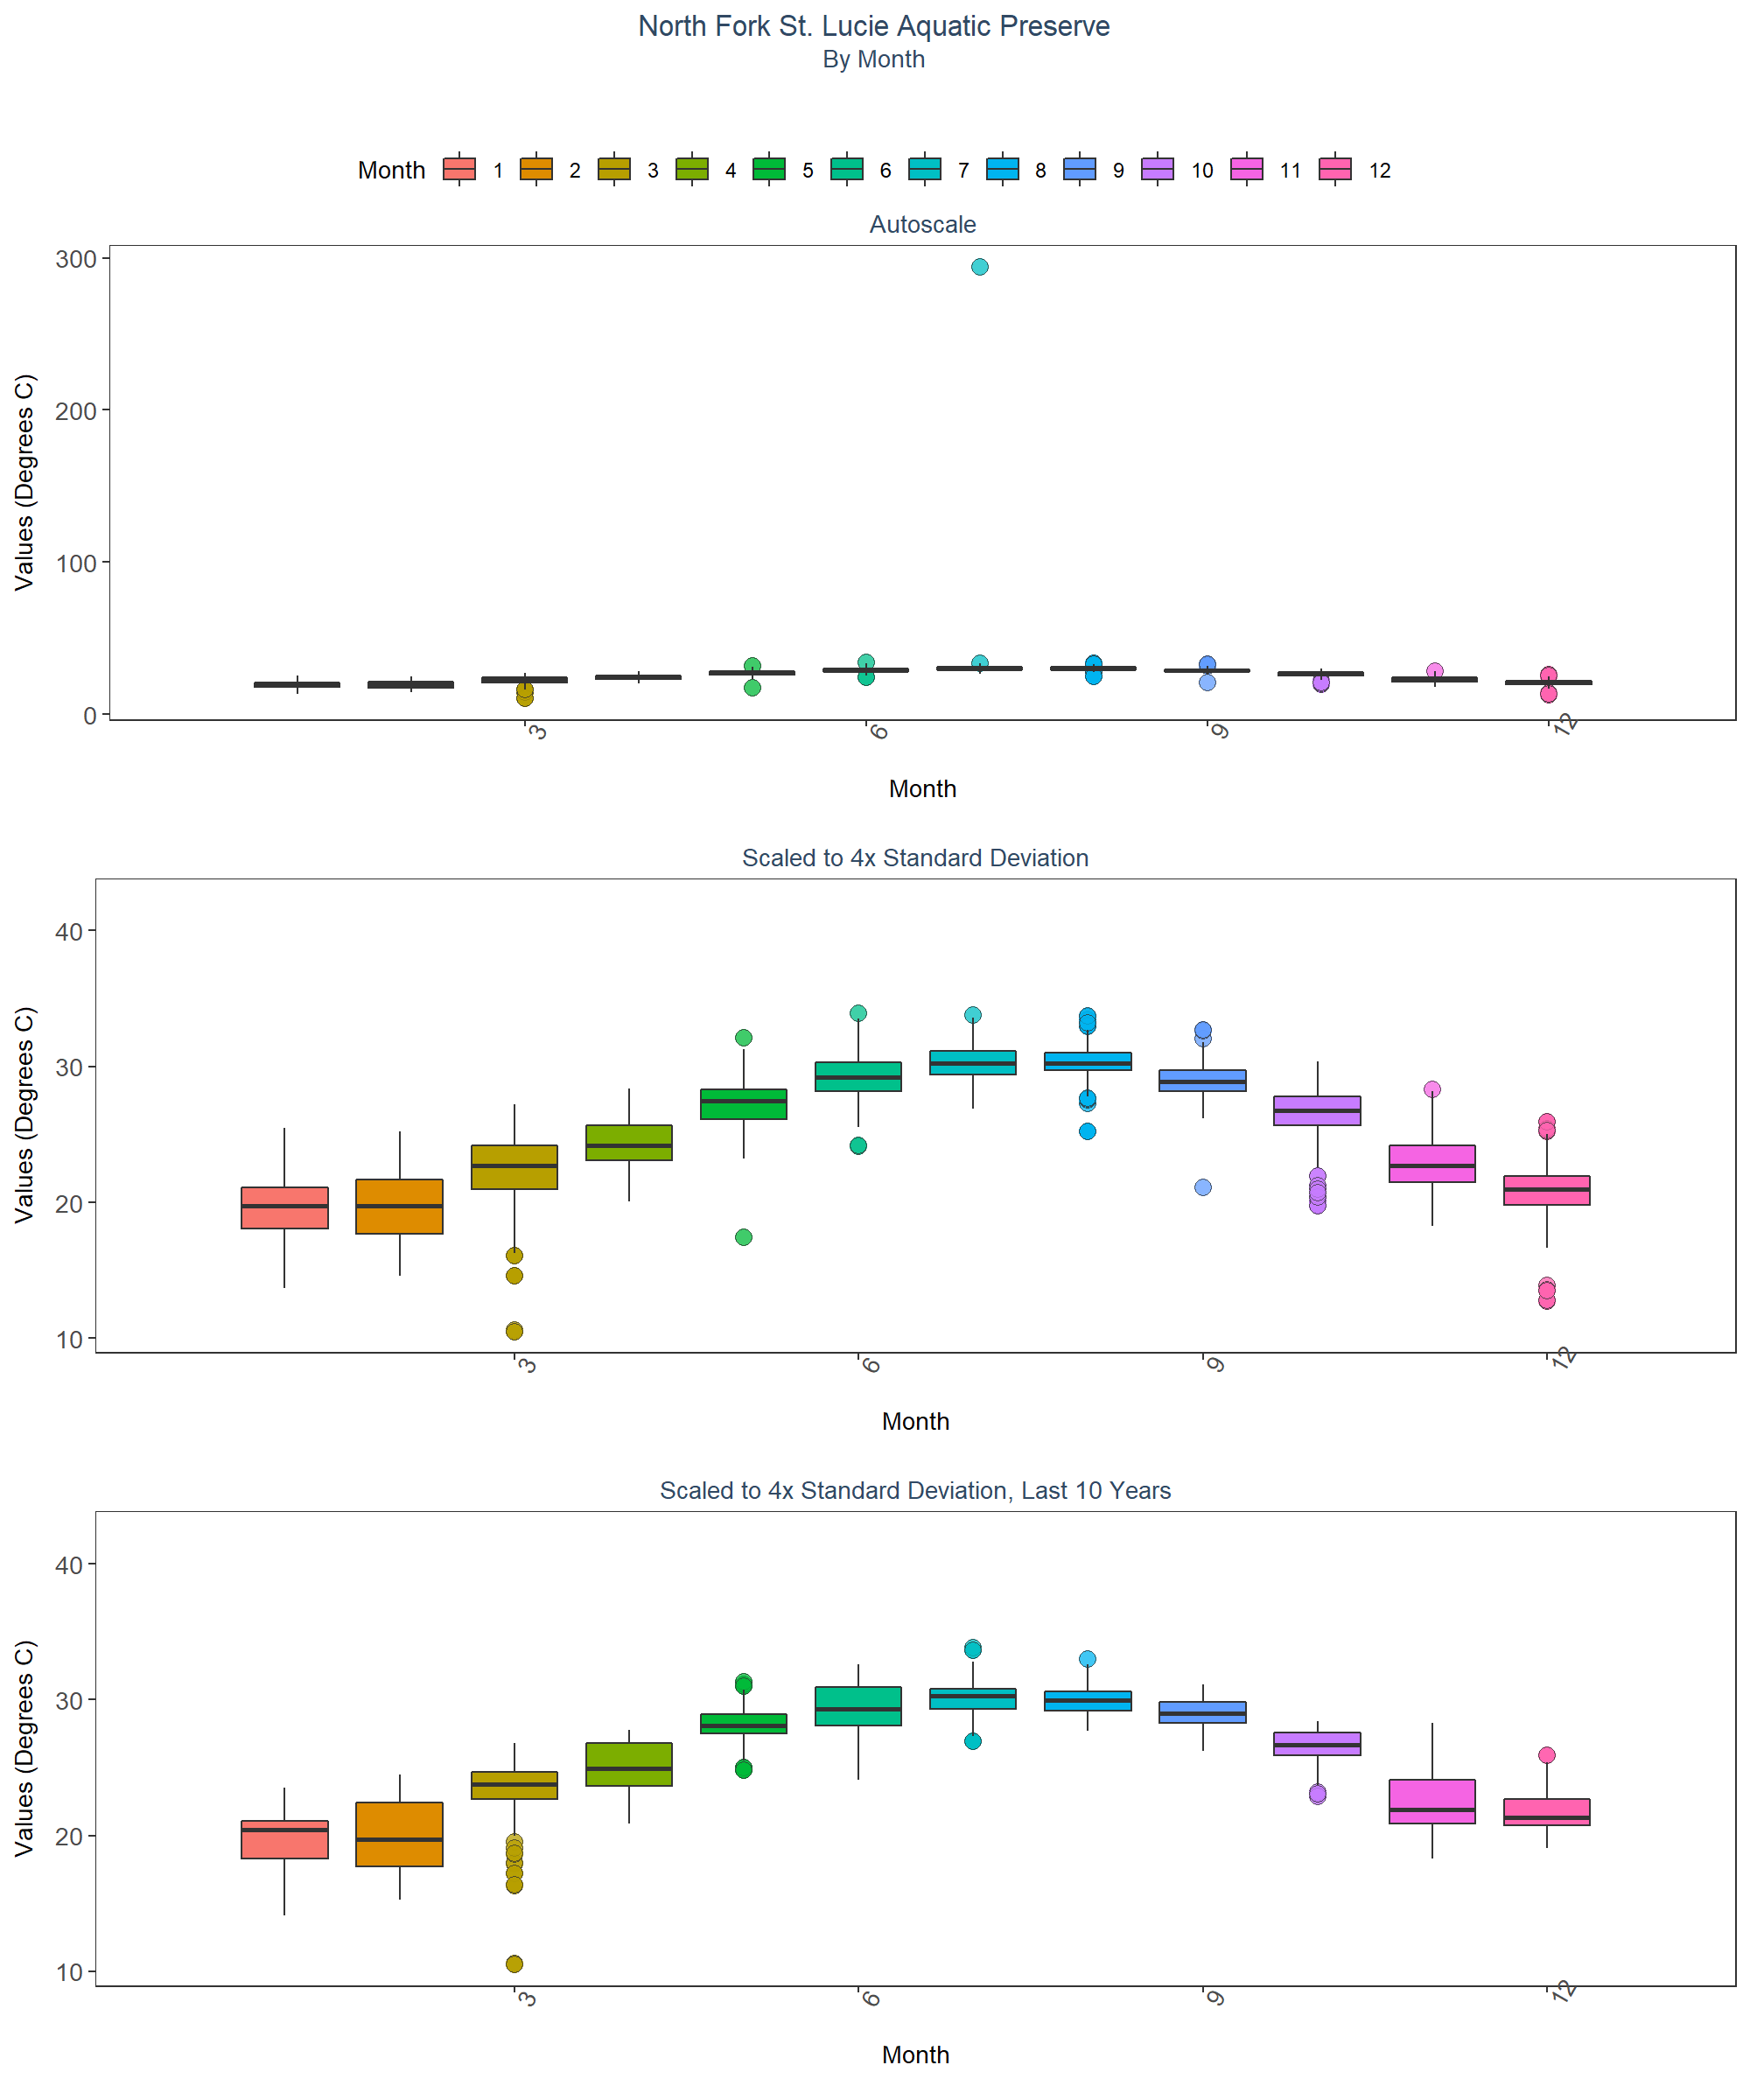 North Fork St. Lucie Aquatic Preserve
By Month
Month 1 2 3 4 5 6 7 8 9 10 11 12
Autoscale
Values (Degrees C)
300
200
100
0
3 6 9 12
Month
Scaled to 4x Standard Deviation
Values (Degrees C)
40
30
20
10
3 6 9 12
Month
Scaled to 4x Standard Deviation, Last 10 Years
Values (Degrees C)
40
30
20
10
3 6 9 12
Month